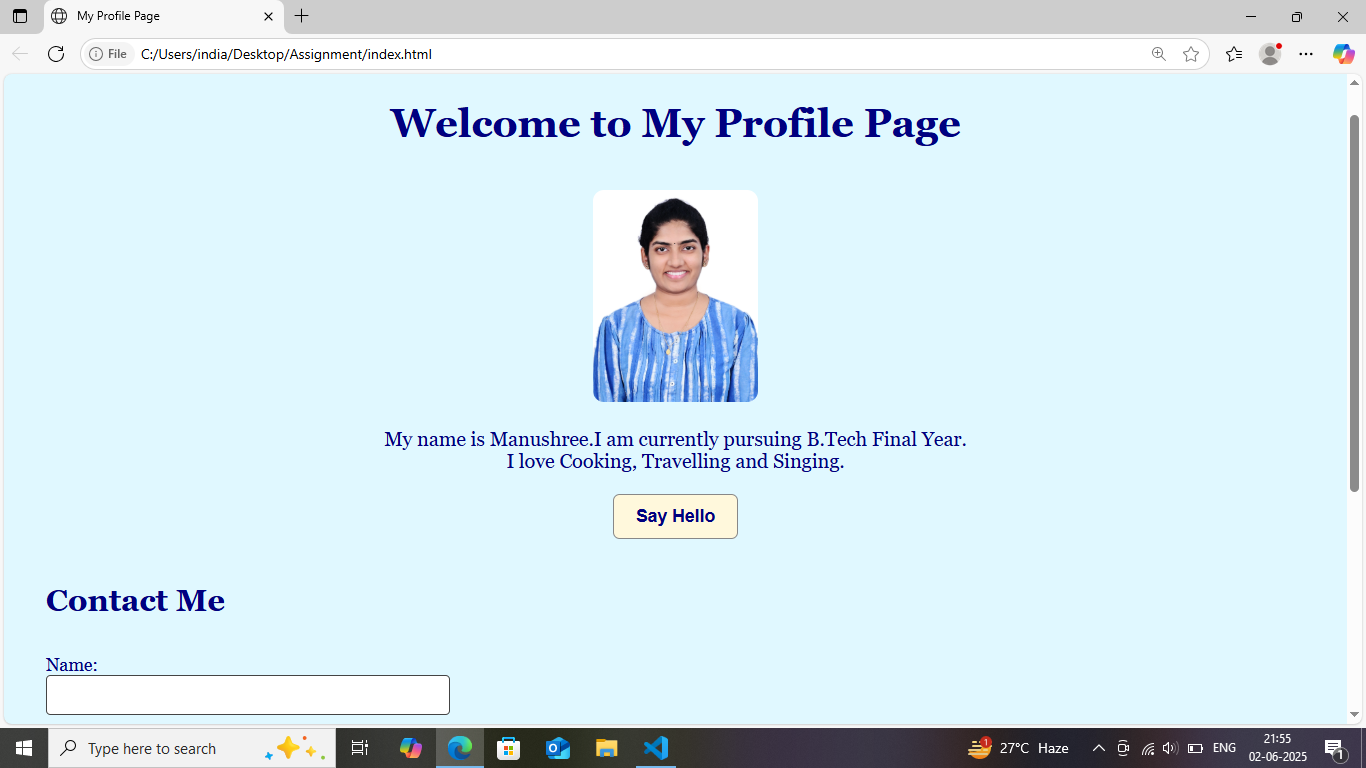 My Profile Page
File
C:/Users/india/Desktop/Assignment/index.html
Welcome to My Profile Page
My name is Manushree.I am currently pursuing B.Tech Final Year.
I love Cooking, Travelling and Singing.
Say Hello
Contact Me
Name:
Type here to search
1
27°C Haze
ENG
21:55
02-06-2025
1